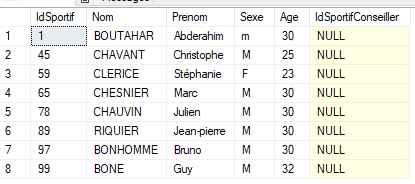 IdSportif Nom Prenom Sexe Age IdSportifConseiller
1 1 BOUTAHAR Abderahim m 30 NULL
2 45 CHAVANT Christophe M 25 NULL
3 59 CLERICE Stéphanie F 23 NULL
4 65 CHESNIER Marc M 30 NULL
5 78 CHAUVIN Julien M 30 NULL
6 89 RIQUIER Jean-pierre M 30 NULL
7 97 BONHOMME Bruno M 30 NULL
8 99 BONE Guy M 32 NULL